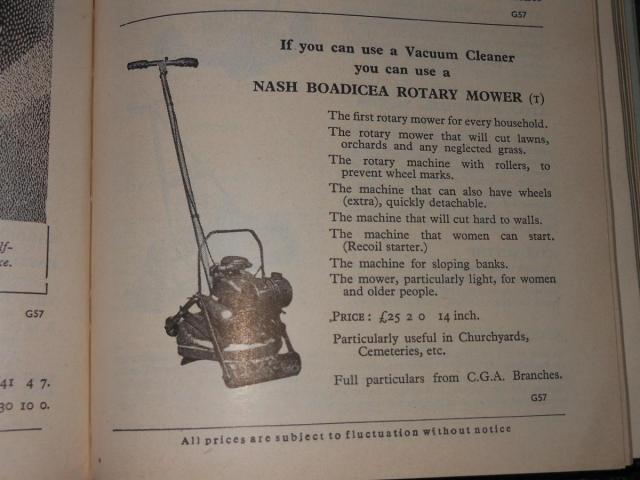 G57
If you can use a Vacuum Cleaner
you can use a
NASH BOADICEA ROTARY MOWER (T)
The first rotary mower for every household.
The rotary mower that will cut lawns,
orchards and any neglected grass.
The rotary machine with rollers, to
prevent wheel marks.
The machine that can also have wheels
(extra), quickly detachable.
The machine that will cut hard to walls.
The machine that women can start.
(Recoil starter.)
The machine for sloping banks.
The mower, particularly light, for women
and older people.
PRICE: £25 2 0 14 inch.
Particularly useful in Churchyards,
Cemeteries, etc.
Full particulars from C.G.A. Branches.
G57
All prices are subject to fluctuation without notice
G57
41 4 7.
30 10 0.